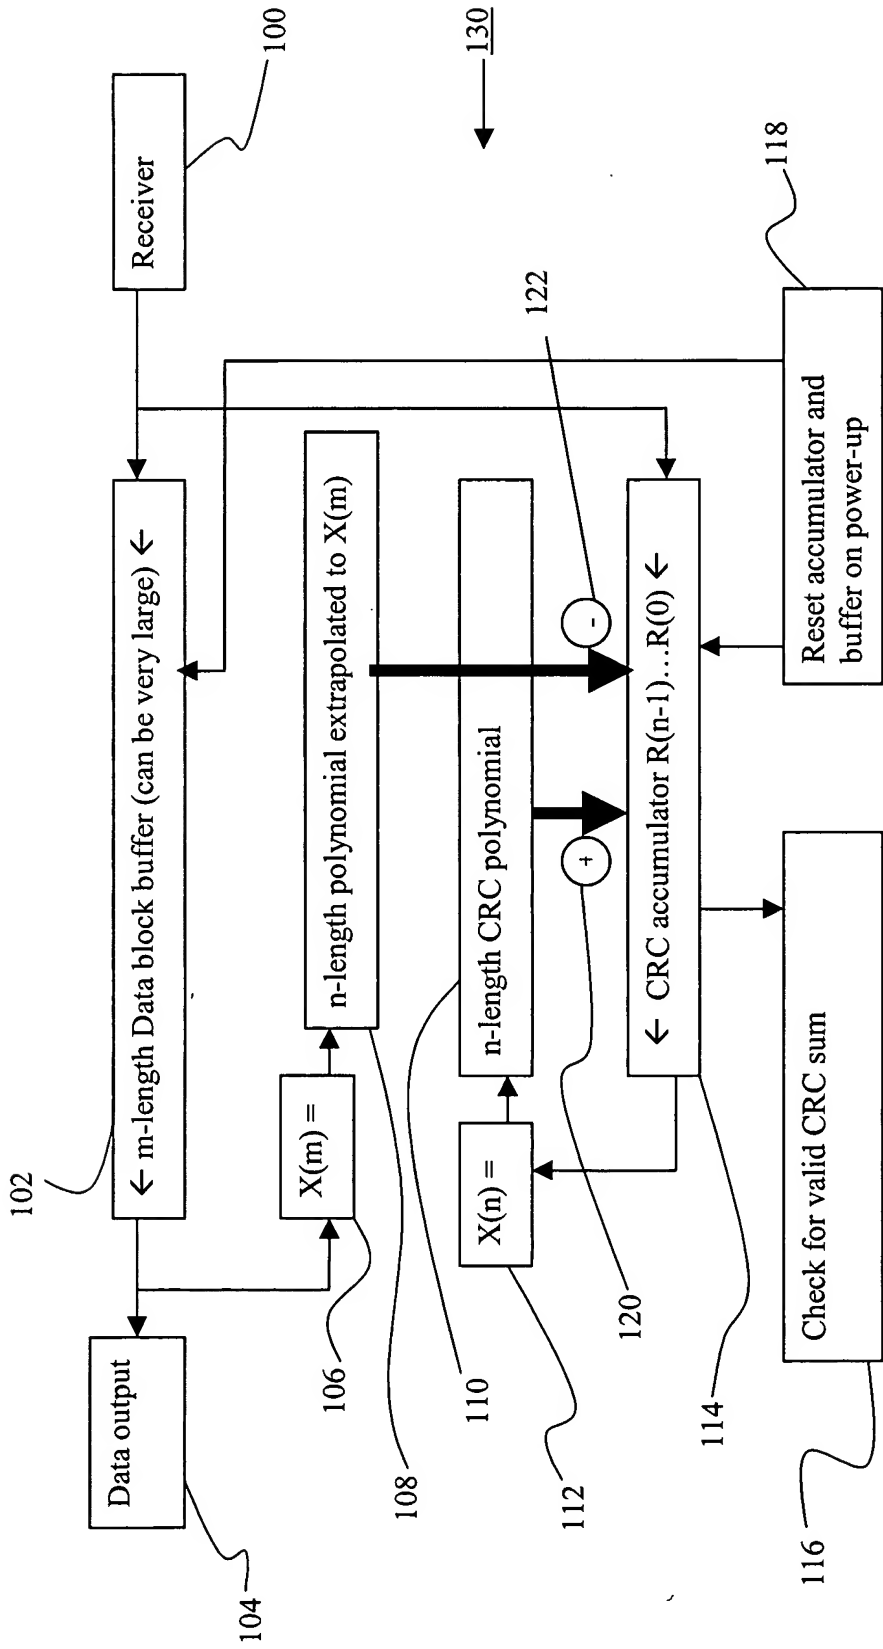 130
Receiver
100
102
← m-length Data block buffer (can be very large) ←
Data output
104
X(m) =
106
n-length polynomial extrapolated to X(m)
108
n-length CRC polynomial
110
X(n) =
112
122
-
+
120
← CRC accumulator R(n-1)...R(0) ←
114
Check for valid CRC sum
116
Reset accumulator and
buffer on power-up
118